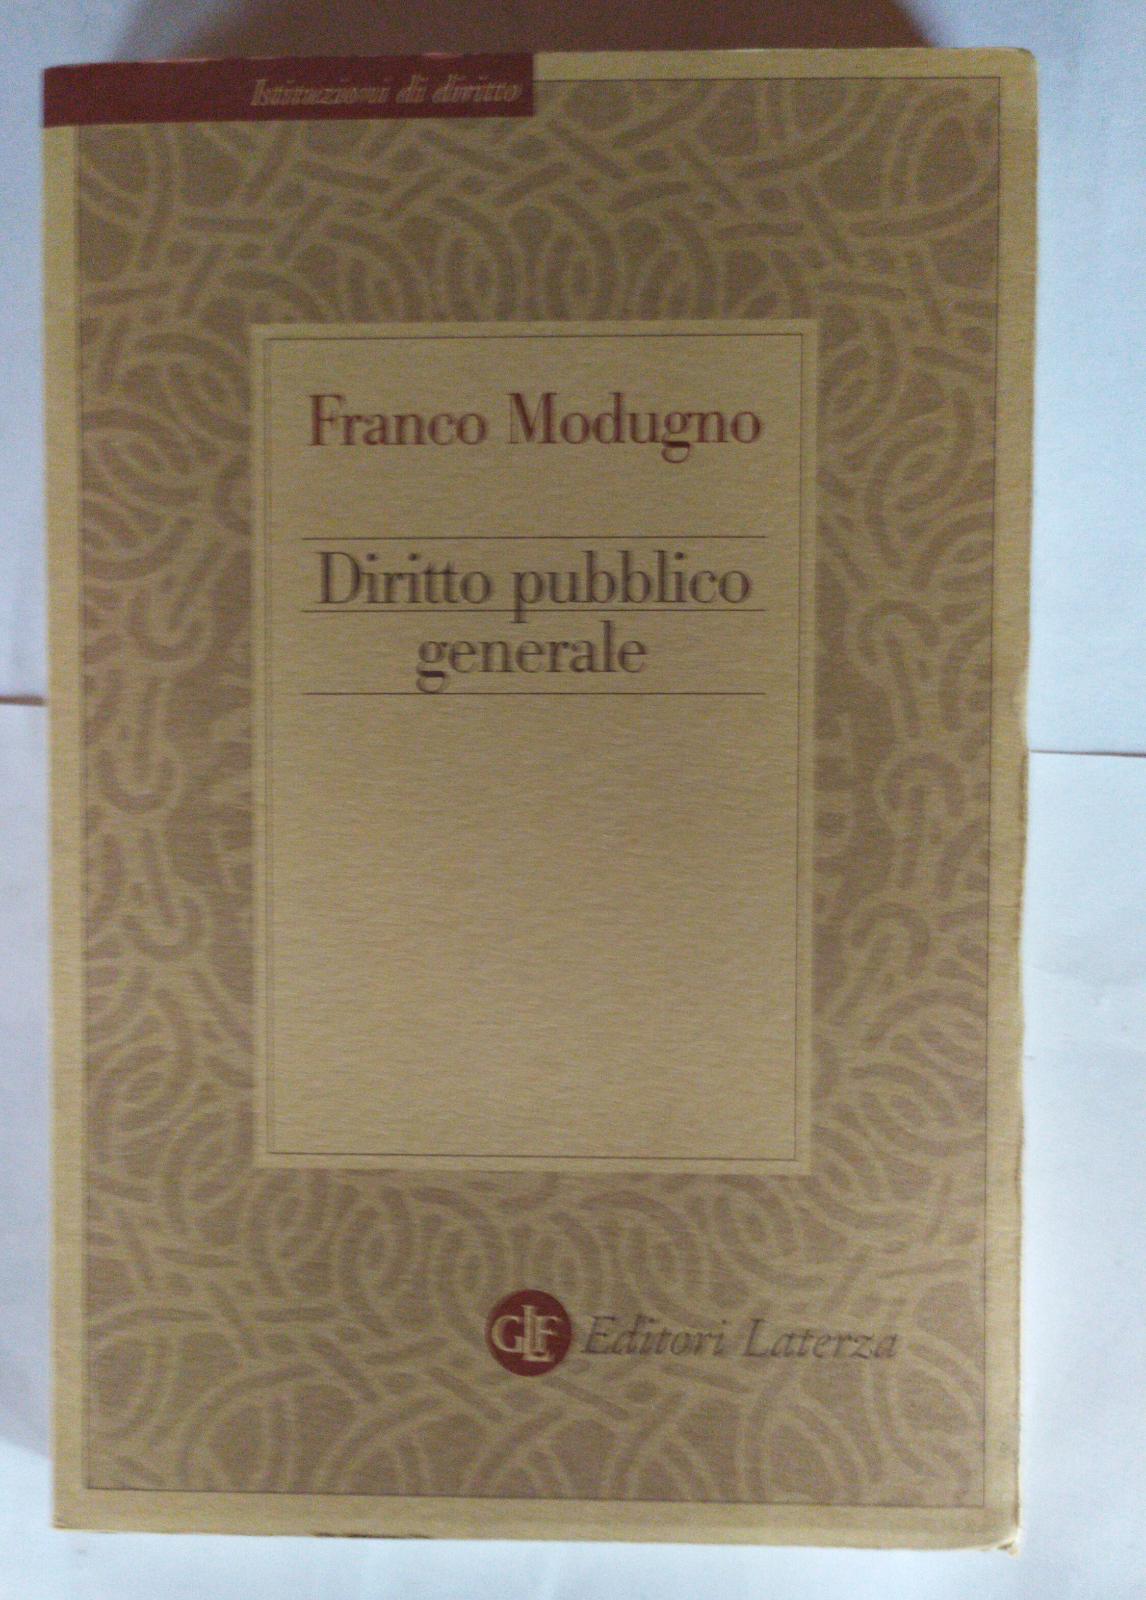 Istituzioni di diritto
Franco Modugno
Diritto pubblico
generale
GLF Editori Laterza